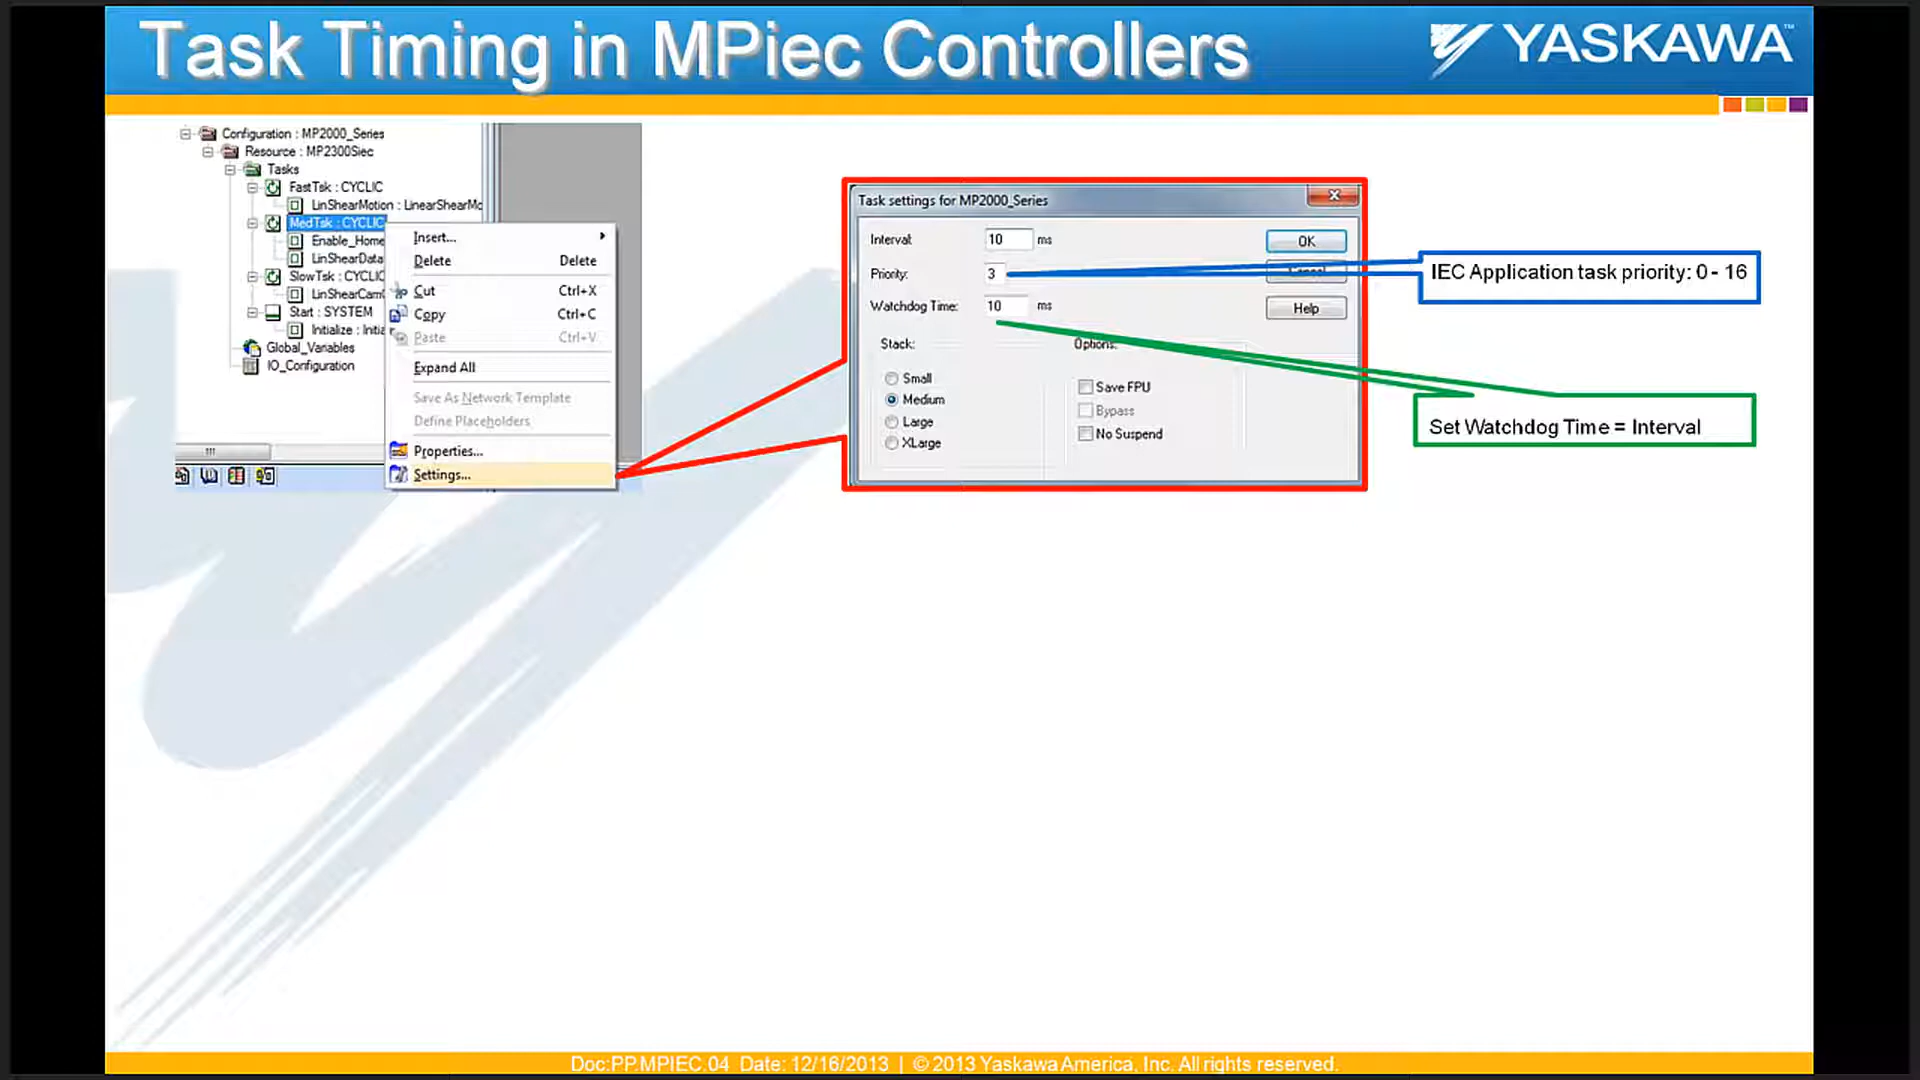 Task Timing in MPiec Controllers
YASKAWA™
Configuration : MP2000_Series
Resource : MP2300Siec
Tasks
FastTsk : CYCLIC
LinShearMotion : LinearShearMo
MedTsk : CYCLIC
Enable_Home
LinShearData
SlowTsk : CYCLIC
LinShearCam
Start : SYSTEM
Initialize : Initia
Global_Variables
IO_Configuration
Insert...
Delete Delete
Cut Ctrl+X
Copy Ctrl+C
Paste Ctrl+V
Expand All
Save As Network Template
Define Placeholders
Properties...
Settings...
Task settings for MP2000_Series
Interval: 10 ms
OK
Priority: 3
Cancel
Watchdog Time: 10 ms
Help
Stack:
Small
Medium
Large
XLarge
Options:
Save FPU
Bypass
No Suspend
IEC Application task priority: 0 - 16
Set Watchdog Time = Interval
Doc:PP.MPIEC.04 Date: 12/16/2013 | © 2013 Yaskawa America, Inc. All rights reserved.